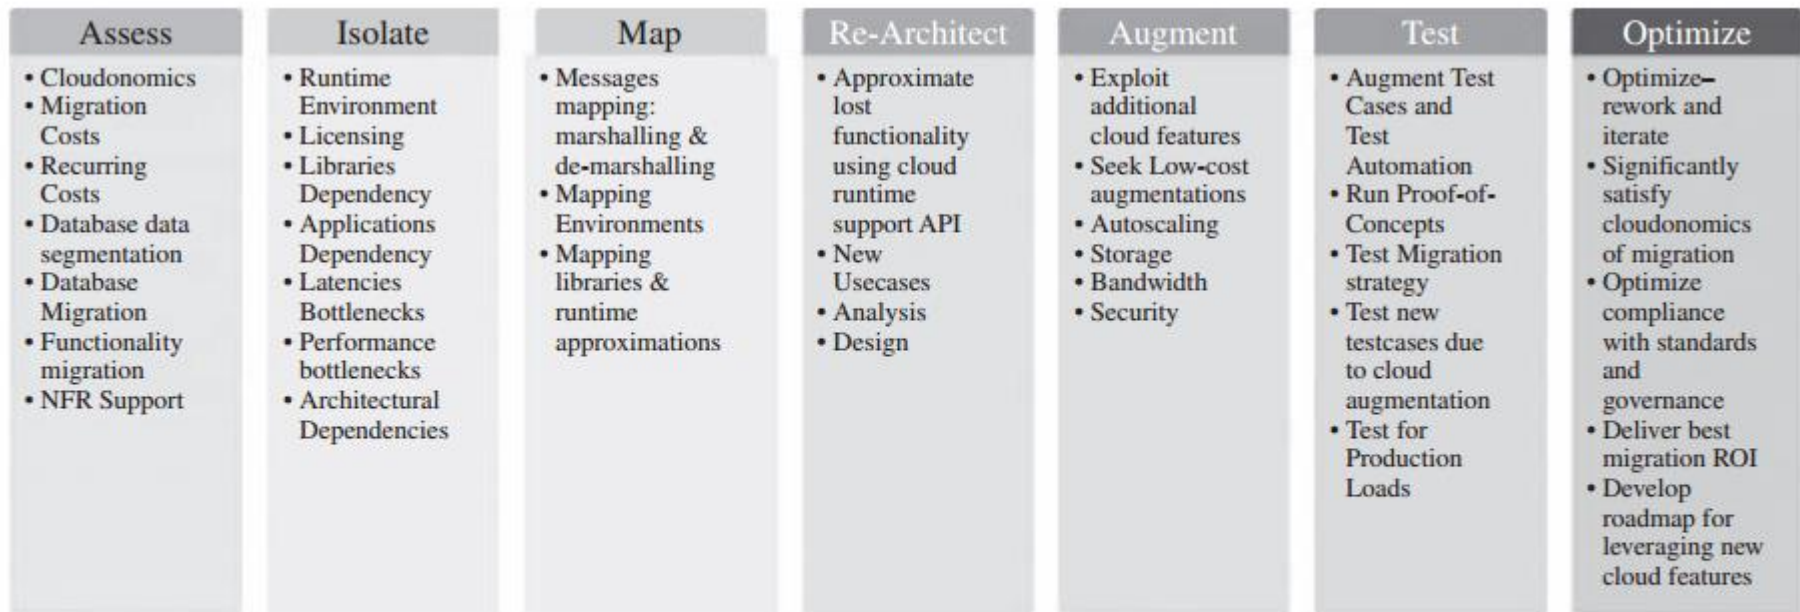 Assess
• Cloudonomics
• Migration
Costs
• Recurring
Costs
• Database data
segmentation
• Database
Migration
• Functionality
migration
• NFR Support
Isolate
• Runtime
Environment
• Licensing
• Libraries
Dependency
• Applications
Dependency
• Latencies
Bottlenecks
• Performance
bottlenecks
• Architectural
Dependencies
Map
• Messages
mapping:
marshalling &
de-marshalling
• Mapping
Environments
• Mapping
libraries &
runtime
approximations
Re-Architect
• Approximate
lost
functionality
using cloud
runtime
support API
• New
Usecases
• Analysis
• Design
Augment
• Exploit
additional
cloud features
• Seek Low-cost
augmentations
• Autoscaling
• Storage
• Bandwidth
• Security
Test
• Augment Test
Cases and
Test
Automation
• Run Proof-of-
Concepts
• Test Migration
strategy
• Test new
testcases due
to cloud
augmentation
• Test for
Production
Loads
Optimize
• Optimize–
rework and
iterate
• Significantly
satisfy
cloudonomics
of migration
• Optimize
compliance
with standards
and
governance
• Deliver best
migration ROI
• Develop
roadmap for
leveraging new
cloud features